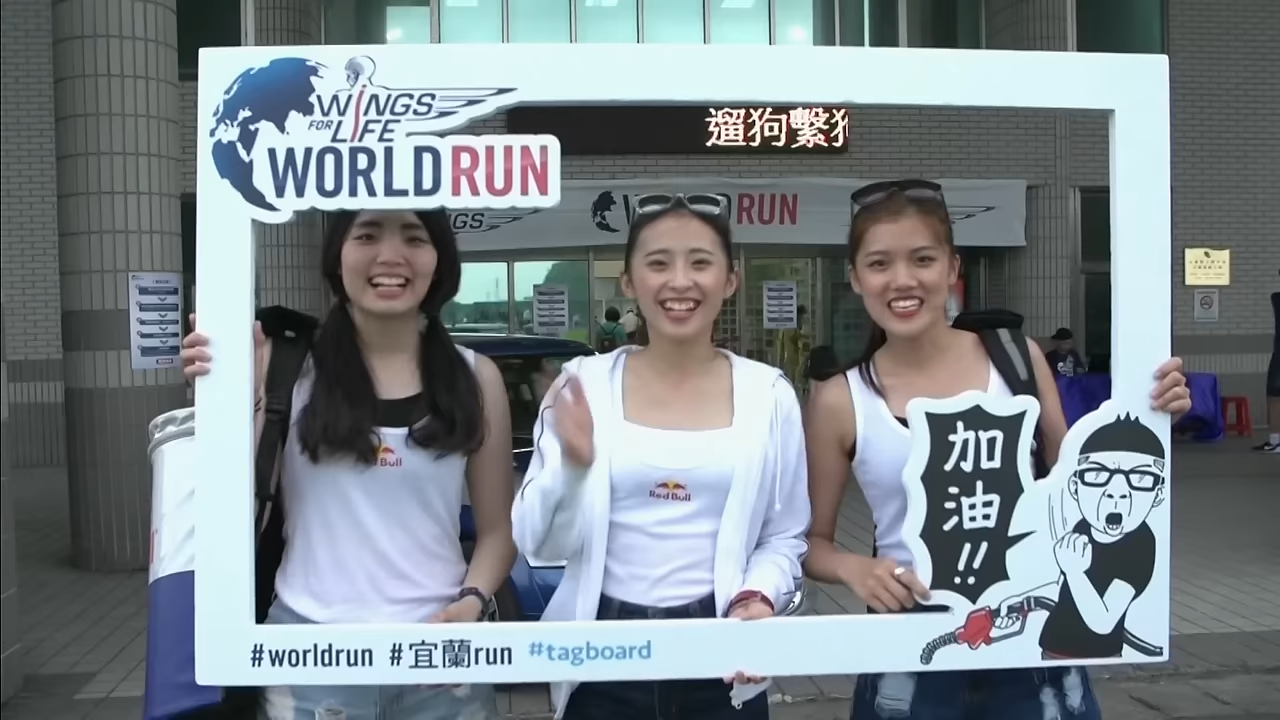 WINGS
FOR LIFE
WORLD RUN
遛狗繫
INGS
WORLD RUN
Red Bull
Red Bull
加
油
!!
#worldrun #宜蘭run #tagboard